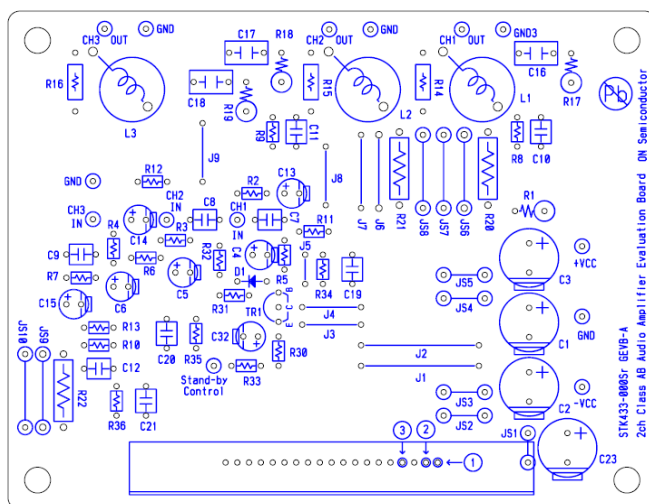 CH3 OUT
GND
C17
R18
CH2 OUT
GND
CH1 OUT
GND3
C16
R16
C18
R19
R15
R14
R17
Pb
L3
L2
L1
R9
C11
R8
C10
J9
J8
R12
R2
C13
GND
CH2 IN
C8
CH1 IN
C7
J7
J6
R21
JS8
JS7
JS6
R20
R1
CH3 IN
C14
R4
R3
R11
C9
R32
C4
J5
+VCC
R7
R6
C5
D1
R5
R34
C19
JS5
C3
C15
C6
R31
B
TR1
E
J4
JS4
GND
R13
C32
J3
C1
JS10
JS9
R10
C20
R35
R30
J2
C12
Stand-by
Control
R33
J1
R22
JS3
-VCC
R36
C21
JS2
C2
JS1
C23
3
2
1
STK433-000Sr GEVB-A
2ch Class AB Audio Amplifier Evaluation Board ON Semiconductor